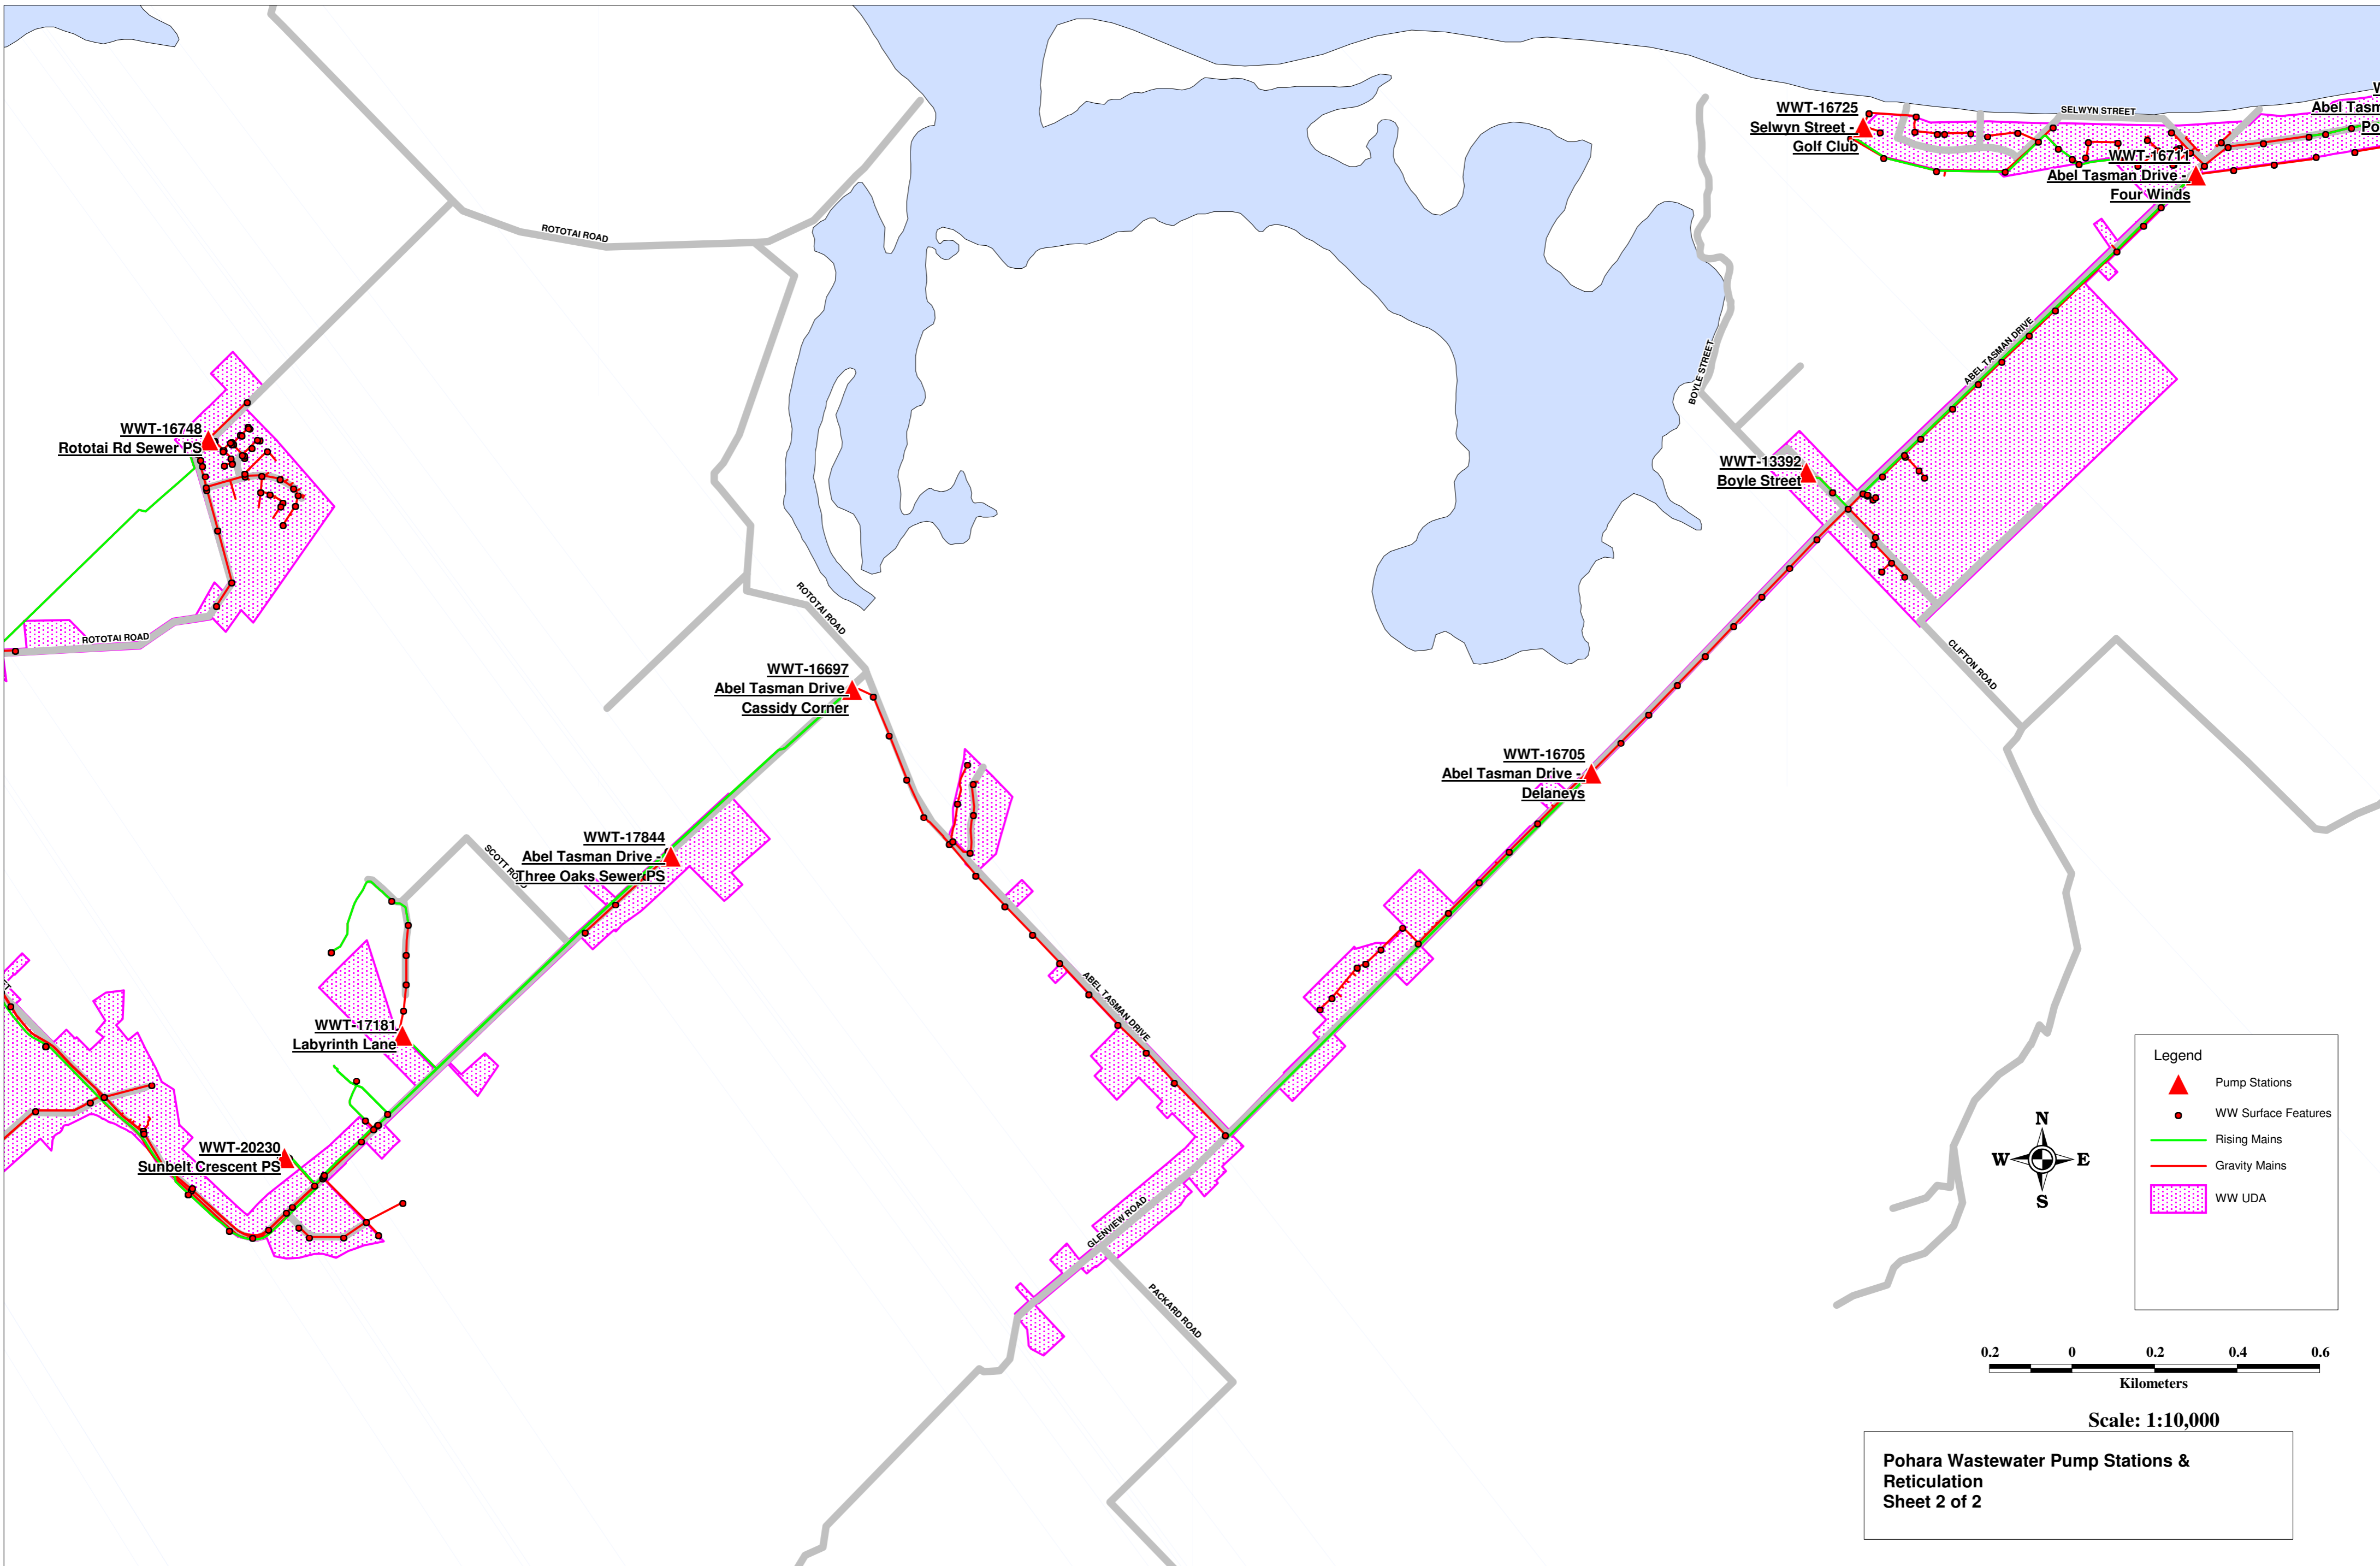 W
Abel Tasm
Po
SELWYN STREET
WWT-16725
Selwyn Street -
Golf Club
WWT-16711
Abel Tasman Drive -
Four Winds
ROTOTAI ROAD
ABEL TASMAN DRIVE
BOYLE STREET
WWT-16748
Rototai Rd Sewer PS
WWT-13392
Boyle Street
ROTOTAI ROAD
ROTOTAI ROAD
CLIFTON ROAD
WWT-16697
Abel Tasman Drive
Cassidy Corner
WWT-16705
Abel Tasman Drive -
Delaneys
WWT-17844
Abel Tasman Drive -
Three Oaks Sewer PS
SCOTT ROAD
WWT-17181
Labyrinth Lane
ABEL TASMAN DRIVE
WWT-20230
Sunbelt Crescent PS
GLENVIEW ROAD
PACKARD ROAD
Legend
Pump Stations
WW Surface Features
Rising Mains
Gravity Mains
WW UDA
N
W E
S
0.2 0 0.2 0.4 0.6
Kilometers
Scale: 1:10,000
Pohara Wastewater Pump Stations &
Reticulation
Sheet 2 of 2